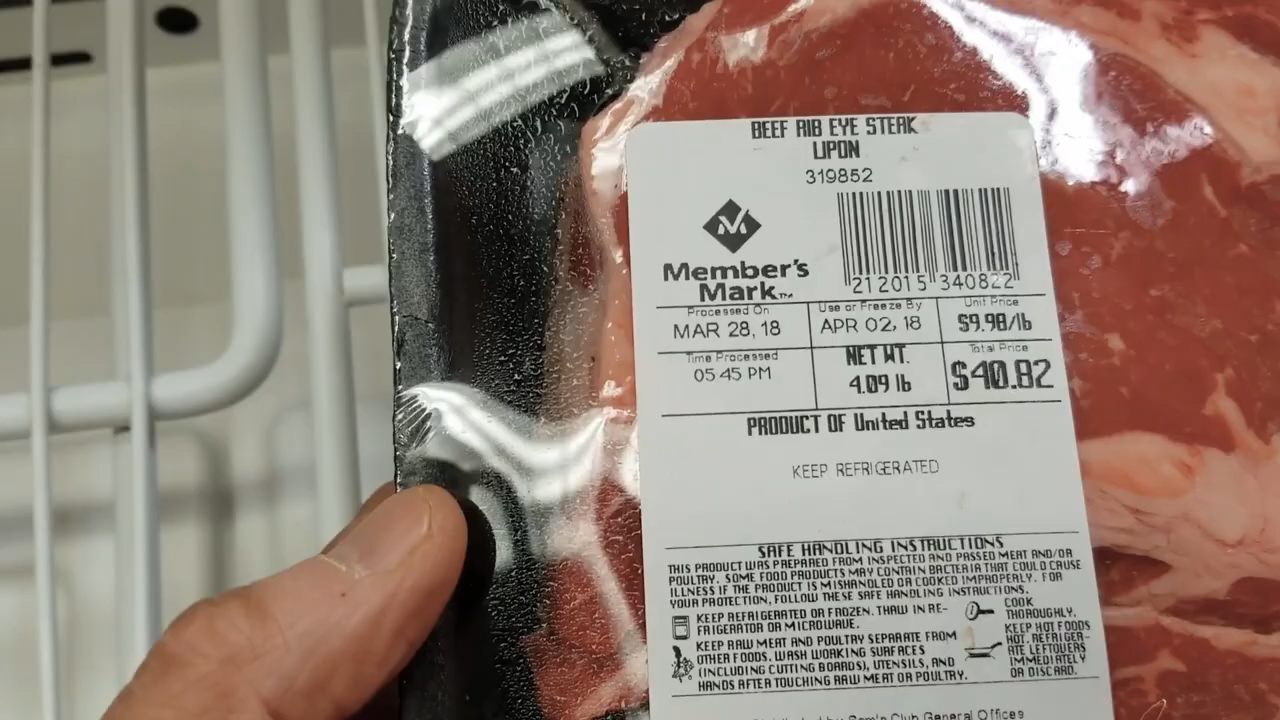 BEEF RIB EYE STEAK
LIPON
319852
212015 340822
Member's
Mark™
Processed On
MAR 28, 18
Use or Freeze By
APR 02, 18
Unit Price
$9.98/lb
Time Processed
05:45 PM
NET WT.
4.09 lb
Total Price
$40.82
PRODUCT OF United States
KEEP REFRIGERATED
SAFE HANDLING INSTRUCTIONS
THIS PRODUCT WAS PREPARED FROM INSPECTED AND PASSED MEAT AND/OR
POULTRY. SOME FOOD PRODUCTS MAY CONTAIN BACTERIA THAT COULD CAUSE
ILLNESS IF THE PRODUCT IS MISHANDLED OR COOKED IMPROPERLY. FOR
YOUR PROTECTION, FOLLOW THESE SAFE HANDLING INSTRUCTIONS.
KEEP REFRIGERATED OR FROZEN. THAW IN RE-
FRIGERATOR OR MICROWAVE.
KEEP RAW MEAT AND POULTRY SEPARATE FROM
OTHER FOODS. WASH WORKING SURFACES
(INCLUDING CUTTING BOARDS), UTENSILS, AND
HANDS AFTER TOUCHING RAW MEAT OR POULTRY.
COOK
THOROUGHLY.
KEEP HOT FOODS
HOT. REFRIGER-
ATE LEFTOVERS
IMMEDIATELY
OR DISCARD.
Distributed by Sam's Club General Offices